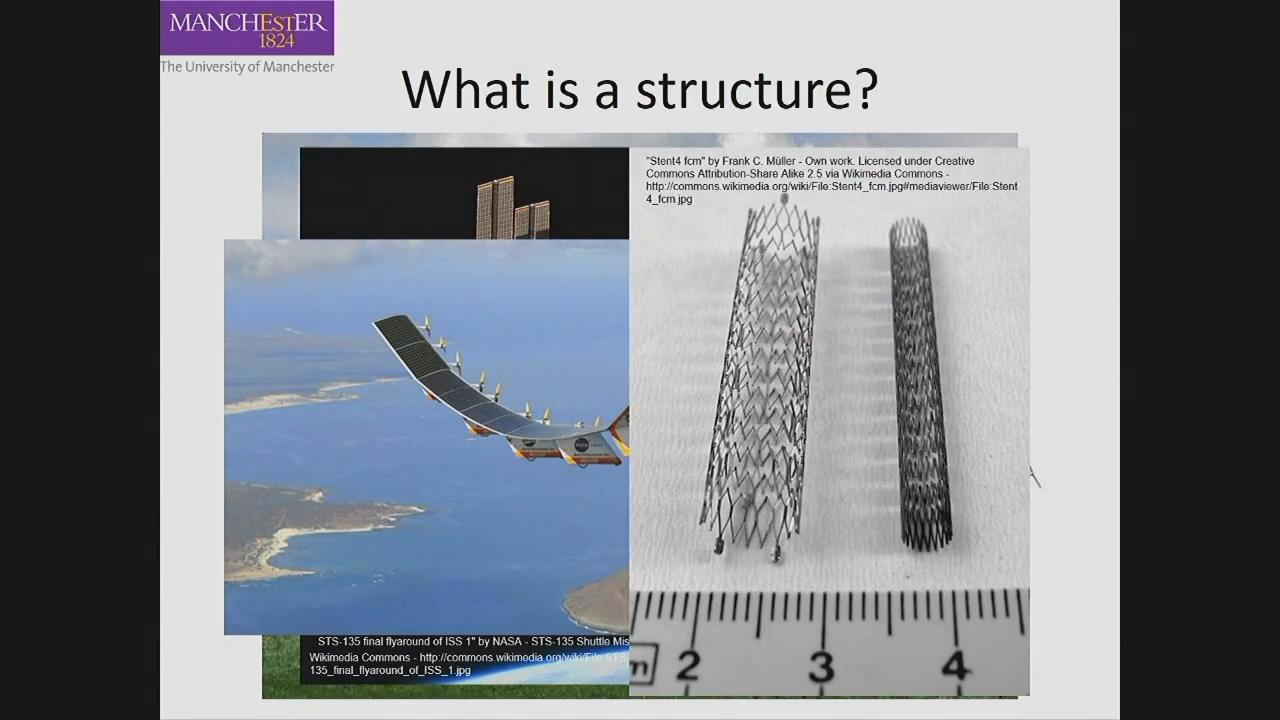 MANCHESTER
1824
The University of Manchester
What is a structure?
"Stent4 fcm" by Frank C. Müller - Own work. Licensed under Creative
Commons Attribution-Share Alike 2.5 via Wikimedia Commons -
http://commons.wikimedia.org/wiki/File:Stent4_fcm.jpg#mediaviewer/File:Stent
4_fcm.jpg
NASA
STS-135 final flyaround of ISS 1" by NASA - STS-135 Shuttle Mis
Wikimedia Commons - http://commons.wikimedia.org/wiki/File:STS-
135_final_flyaround_of_ISS_1.jpg
m 2 3 4